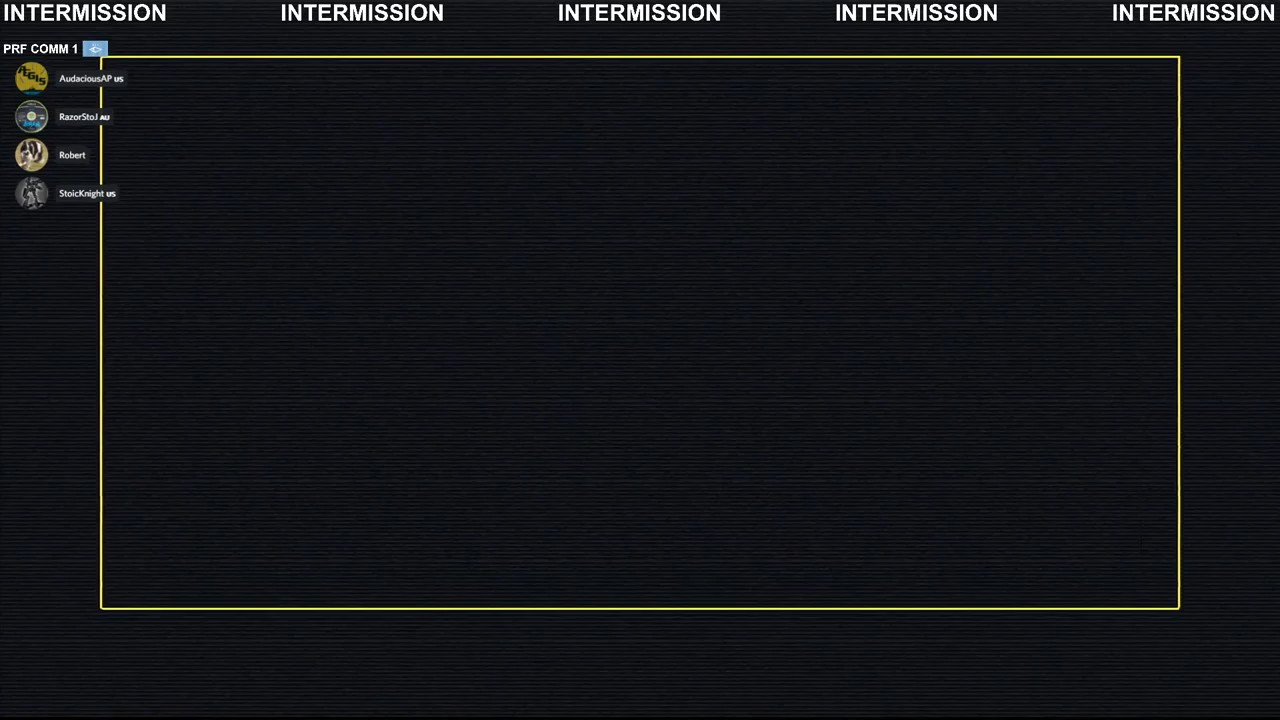 INTERMISSION INTERMISSION INTERMISSION INTERMISSION INTERMISSION
PRF COMM 1
AudaciousAP US
RazorStoJ AU
Robert
StoicKnight US